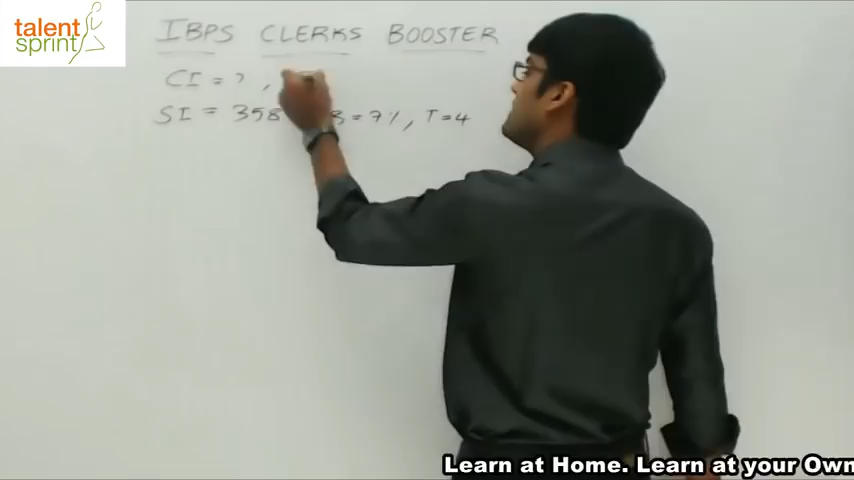 talent
sprint
IBPS CLERKS BOOSTER
CI = ? ,
SI = 358 = 7%, T=4
Learn at Home. Learn at your Own